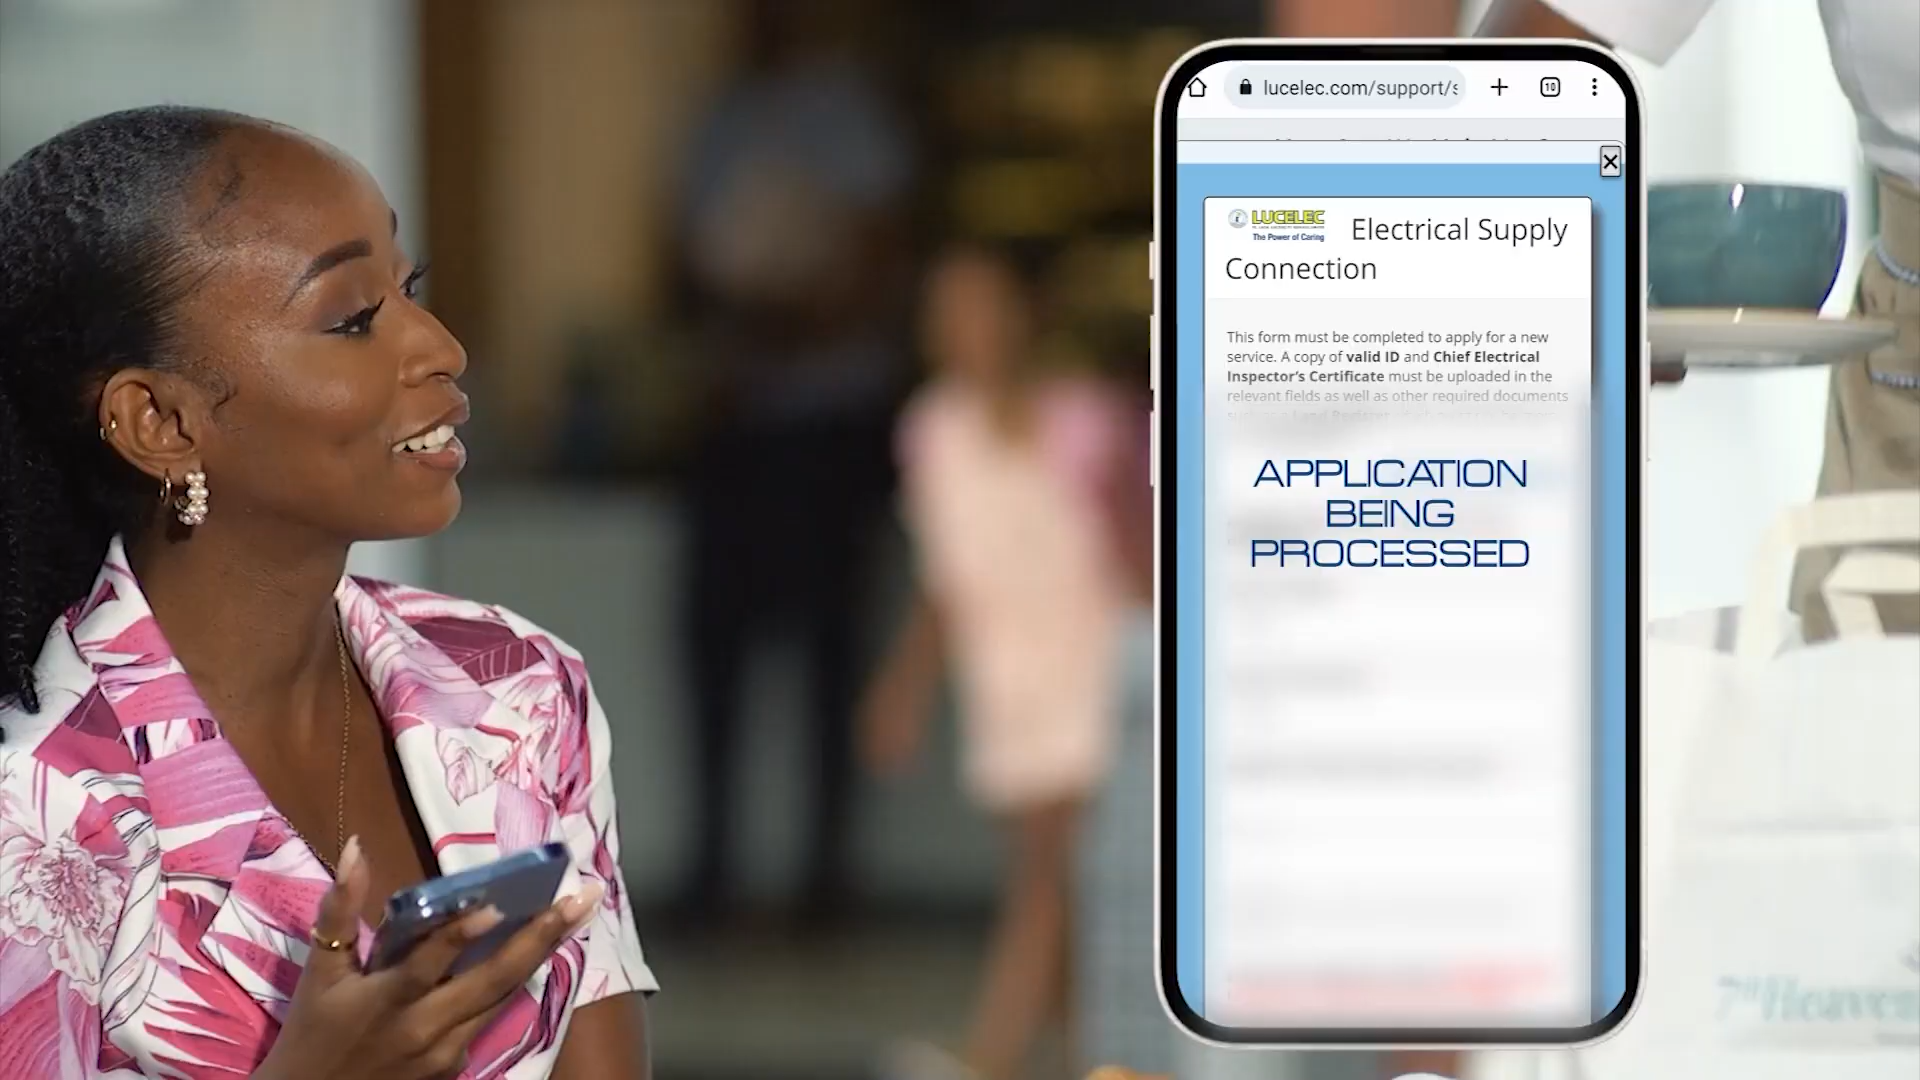 lucelec.com/support/s
10
LUCELEC
The Power of Caring
Electrical Supply
Connection
This form must be completed to apply for a new
service. A copy of valid ID and Chief Electrical
Inspector's Certificate must be uploaded in the
relevant fields as well as other required documents
APPLICATION
BEING
PROCESSED
7th Heaven